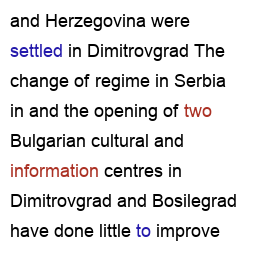 and Herzegovina were
settled in Dimitrovgrad The
change of regime in Serbia
in and the opening of two
Bulgarian cultural and
information centres in
Dimitrovgrad and Bosilegrad
have done little to improve